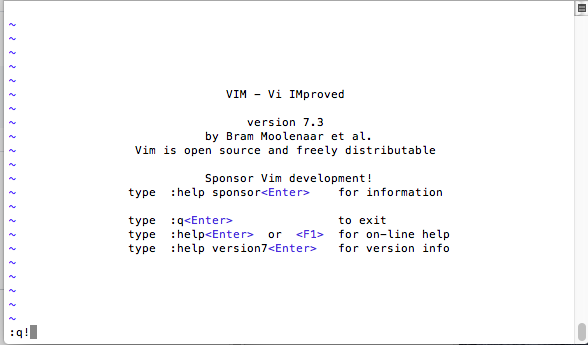 ~
~
~
~
~
~ VIM - Vi IMproved
~
~ version 7.3
~ by Bram Moolenaar et al.
~ Vim is open source and freely distributable
~
~ Sponsor Vim development!
~ type :help sponsor<Enter> for information
~
~ type :q<Enter> to exit
~ type :help<Enter> or <F1> for on-line help
~ type :help version7<Enter> for version info
~
~
~
~
~
:q!